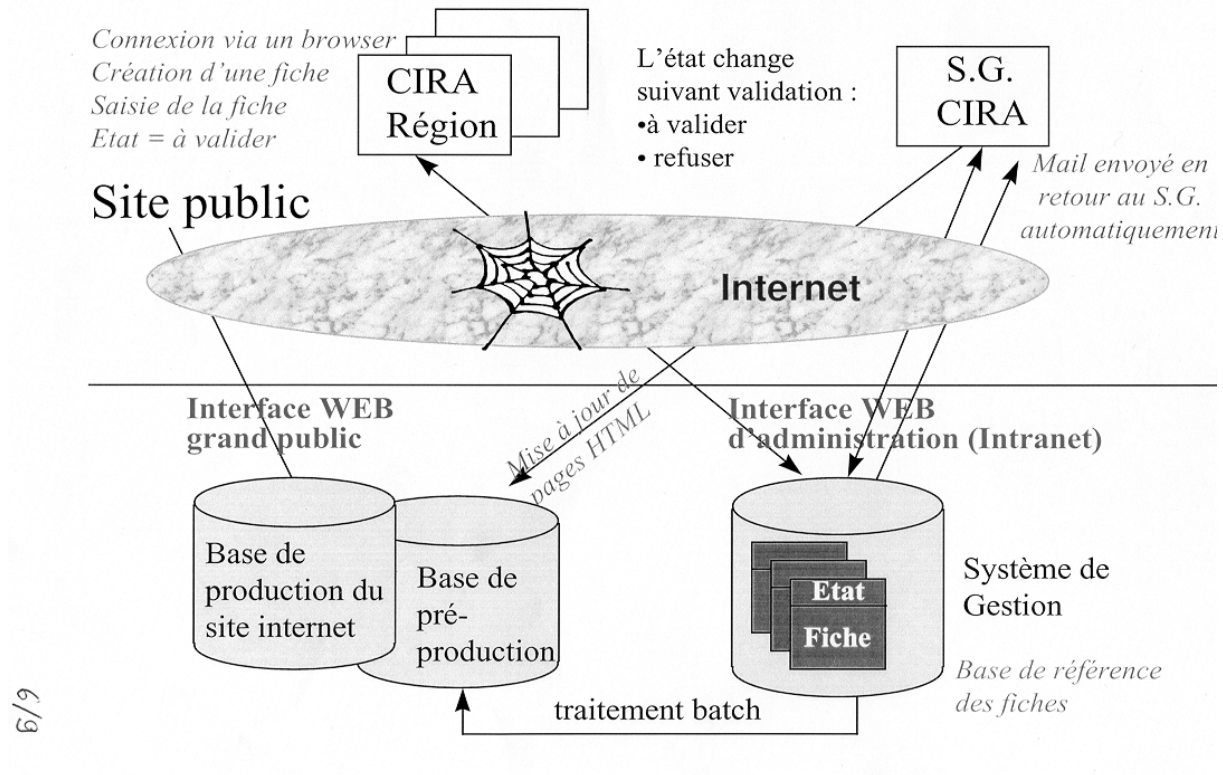 Connexion via un browser
Création d'une fiche
Saisie de la fiche
Etat = à valider
CIRA
Région
L'état change
suivant validation :
•à valider
• refuser
S.G.
CIRA
Mail envoyé en
retour au S.G.
automatiquement
Site public
Internet
Interface WEB
grand public
Mise à jour de
pages HTML
Interface WEB
d'administration (Intranet)
Base de
production du
site internet
Base de
pré-
production
Etat
Fiche
Système de
Gestion
Base de référence
des fiches
traitement batch
6/9